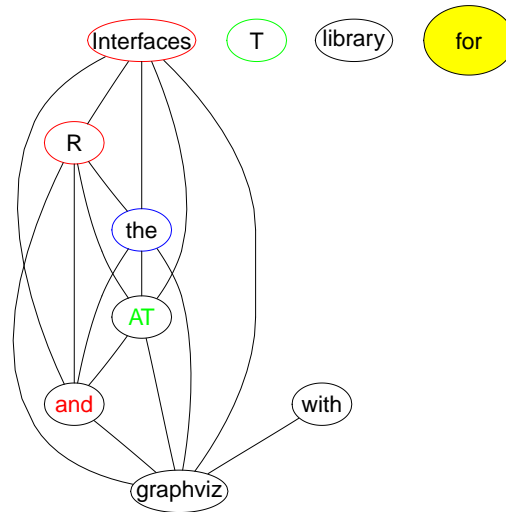 Interfaces
T
library
for
R
the
AT
and
with
graphviz